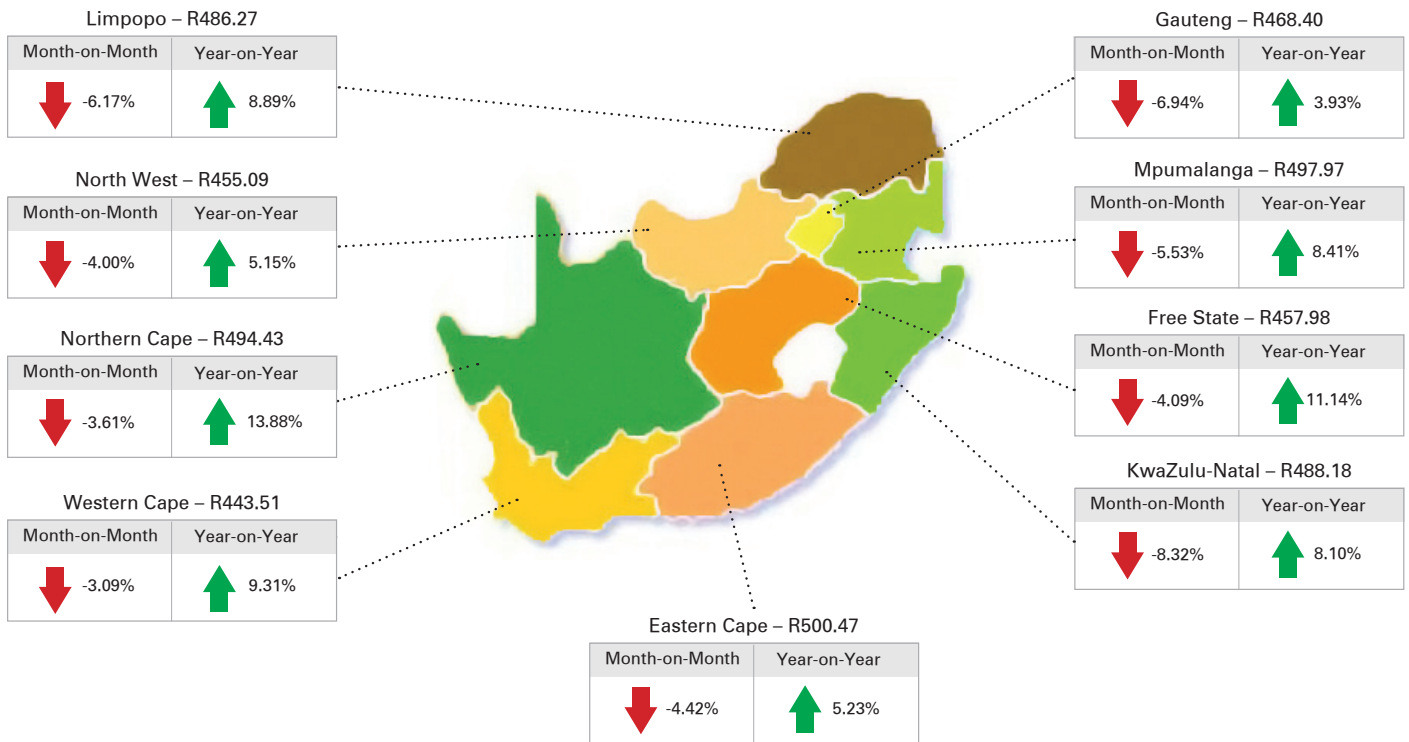 Limpopo – R486.27
Month-on-Month Year-on-Year
-6.17% 8.89%
North West – R455.09
Month-on-Month Year-on-Year
-4.00% 5.15%
Northern Cape – R494.43
Month-on-Month Year-on-Year
-3.61% 13.88%
Western Cape – R443.51
Month-on-Month Year-on-Year
-3.09% 9.31%
Gauteng – R468.40
Month-on-Month Year-on-Year
-6.94% 3.93%
Mpumalanga – R497.97
Month-on-Month Year-on-Year
-5.53% 8.41%
Free State – R457.98
Month-on-Month Year-on-Year
-4.09% 11.14%
KwaZulu-Natal – R488.18
Month-on-Month Year-on-Year
-8.32% 8.10%
Eastern Cape – R500.47
Month-on-Month Year-on-Year
-4.42% 5.23%